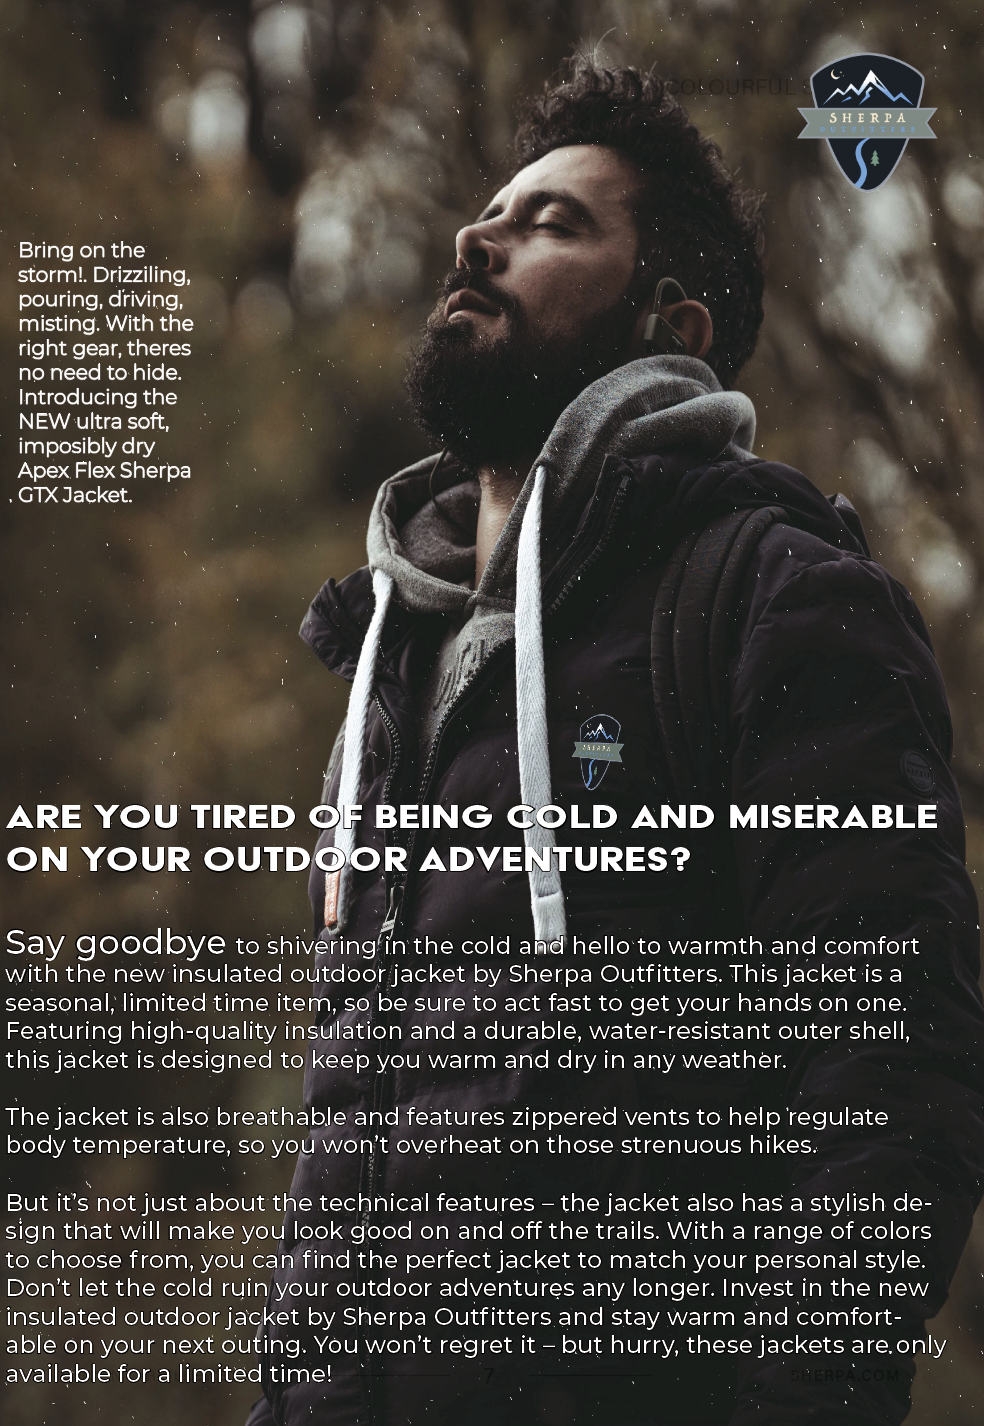 COLOURFUL
SHERPA
OUTFITTERS
Bring on the
storm!. Drizziling,
pouring, driving,
misting. With the
right gear, theres
no need to hide.
Introducing the
NEW ultra soft,
imposibly dry
Apex Flex Sherpa
. GTX Jacket.
SHERPA
ARE YOU TIRED OF BEING COLD AND MISERABLE
ON YOUR OUTDOOR ADVENTURES?
Say goodbye to shivering in the cold and hello to warmth and comfort
with the new insulated outdoor jacket by Sherpa Outfitters. This jacket is a
seasonal, limited time item, so be sure to act fast to get your hands on one.
Featuring high-quality insulation and a durable, water-resistant outer shell,
this jacket is designed to keep you warm and dry in any weather.
The jacket is also breathable and features zippered vents to help regulate
body temperature, so you won't overheat on those strenuous hikes.
But it's not just about the technical features – the jacket also has a stylish de-
sign that will make you look good on and off the trails. With a range of colors
to choose from, you can find the perfect jacket to match your personal style.
Don't let the cold ruin your outdoor adventures any longer. Invest in the new
insulated outdoor jacket by Sherpa Outfitters and stay warm and comfort-
able on your next outing. You won't regret it – but hurry, these jackets are only
available for a limited time!
7
SHERPA.COM